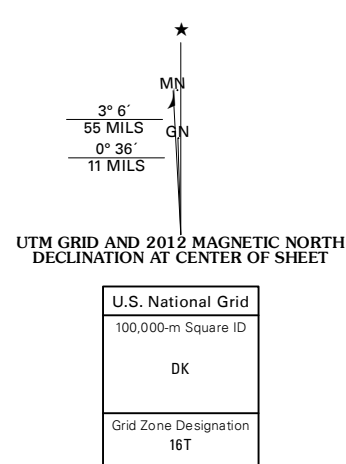 ★
MN
3° 6´
55 MILS
GN
0° 36´
11 MILS
UTM GRID AND 2012 MAGNETIC NORTH
DECLINATION AT CENTER OF SHEET
U.S. National Grid
100,000-m Square ID
DK
Grid Zone Designation
16T